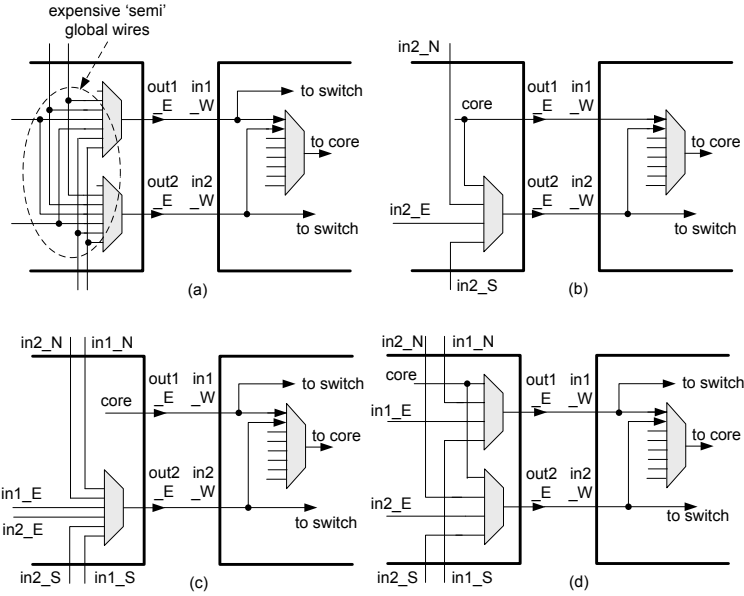 expensive 'semi'
global wires
out1
_E
in1
_W
to switch
to core
out2
_E
in2
_W
to switch
(a)
in2_N
core
out1
_E
in1
_W
to core
in2_E
out2
_E
in2
_W
to switch
in2_S
(b)
in2_N
in1_N
core
out1
_E
in1
_W
to switch
to core
in1_E
in2_E
out2
_E
in2
_W
to switch
in2_S
in1_S
(c)
in2_N
in1_N
core
in1_E
out1
_E
in1
_W
to switch
to core
in2_E
out2
_E
in2
_W
to switch
in2_S
in1_S
(d)